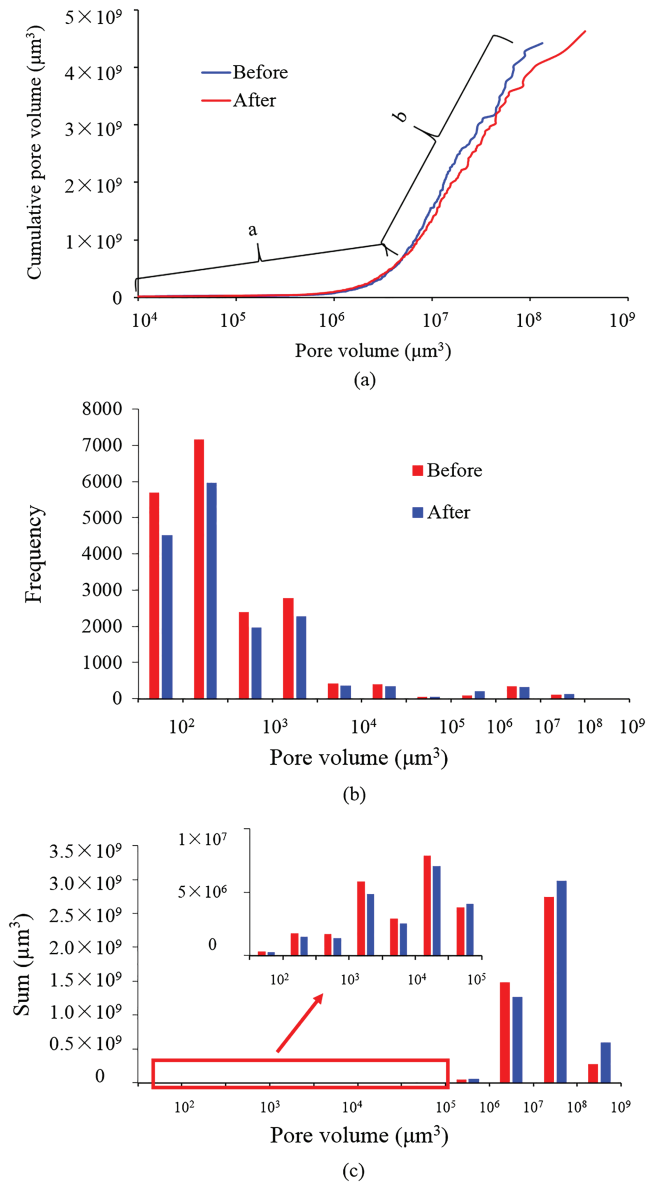 5×10⁹
4×10⁹
3×10⁹
2×10⁹
1×10⁹
0
Cumulative pore volume (μm³)
Before
After
a
b
10⁴ 10⁵ 10⁶ 10⁷ 10⁸ 10⁹
Pore volume (μm³)
(a)
8000
7000
6000
5000
4000
3000
2000
1000
0
Frequency
Before
After
10² 10³ 10⁴ 10⁵ 10⁶ 10⁷ 10⁸ 10⁹
Pore volume (μm³)
(b)
3.5×10⁹
3.0×10⁹
2.5×10⁹
2.0×10⁹
1.5×10⁹
1.0×10⁹
0.5×10⁹
0
Sum (μm³)
1×10⁷
5×10⁶
0
10² 10³ 10⁴ 10⁵
10² 10³ 10⁴ 10⁵ 10⁶ 10⁷ 10⁸ 10⁹
Pore volume (μm³)
(c)